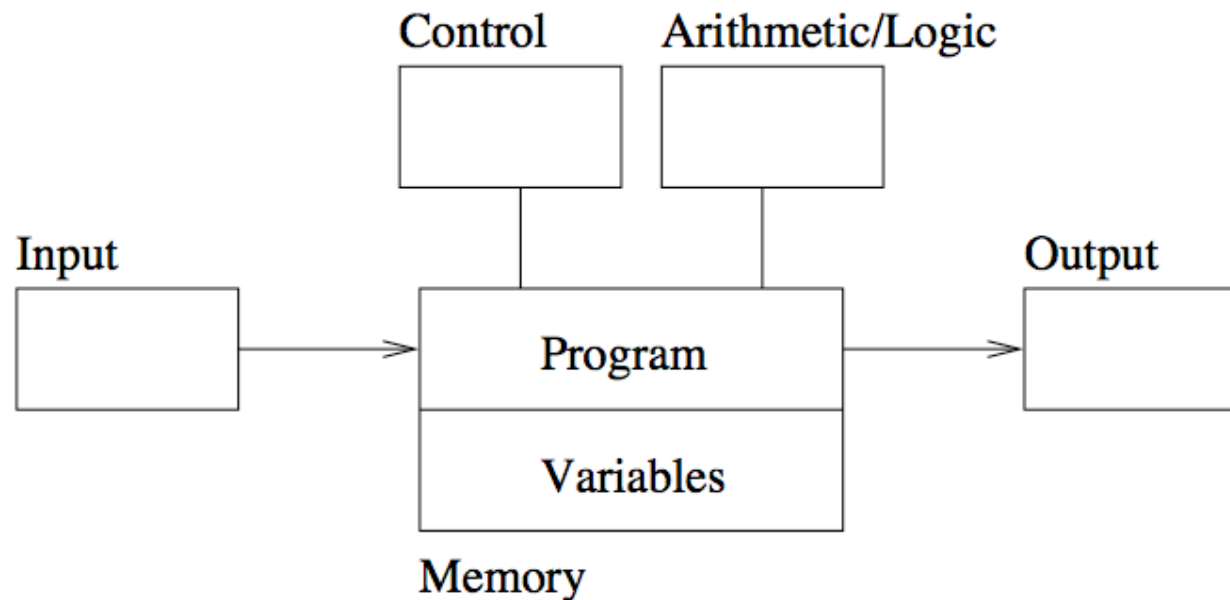 Control
Arithmetic/Logic
Input
Output
Program
Variables
Memory